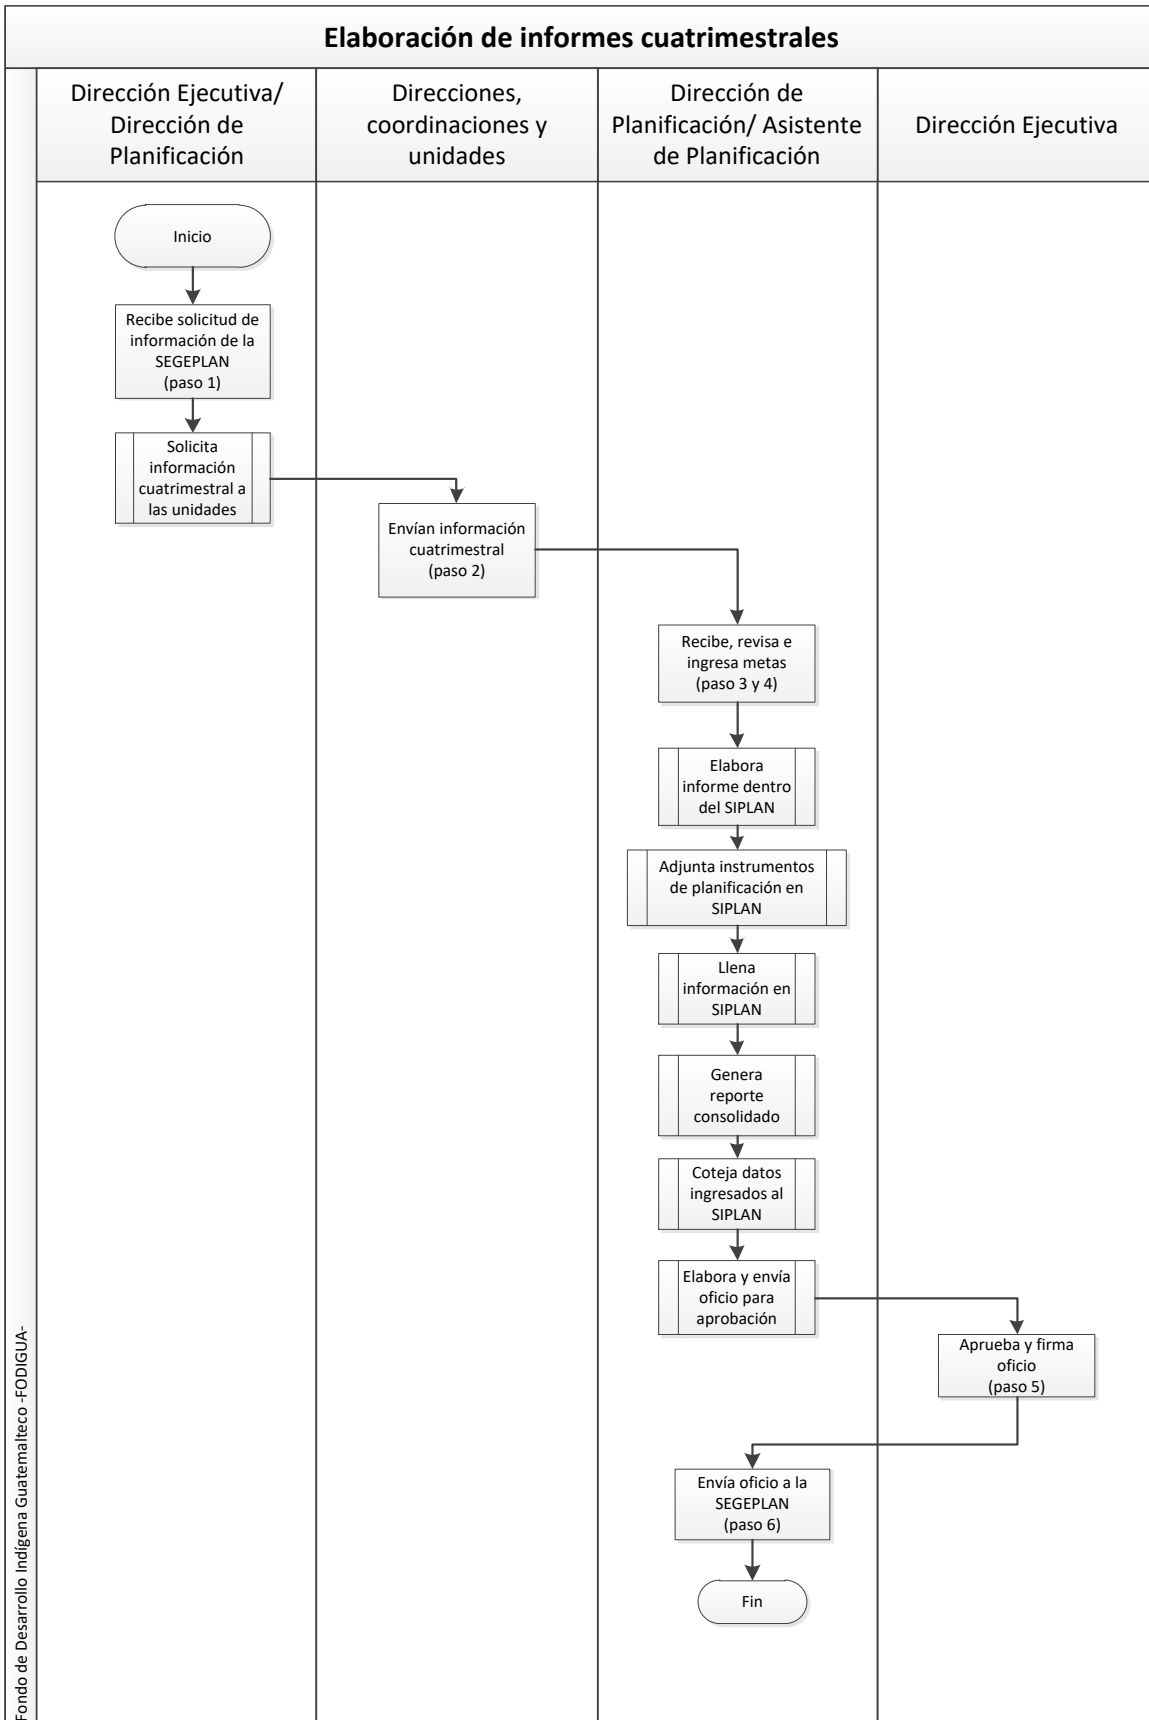 Elaboración de informes cuatrimestrales
Dirección Ejecutiva/
Dirección de
Planificación
Direcciones,
coordinaciones y
unidades
Dirección de
Planificación/ Asistente
de Planificación
Dirección Ejecutiva
Inicio
Recibe solicitud de
información de la
SEGEPLAN
(paso 1)
Solicita
información
cuatrimestral a
las unidades
Envían información
cuatrimestral
(paso 2)
Recibe, revisa e
ingresa metas
(paso 3 y 4)
Elabora
informe dentro
del SIPLAN
Adjunta instrumentos
de planificación en
SIPLAN
Llena
información en
SIPLAN
Genera
reporte
consolidado
Coteja datos
ingresados al
SIPLAN
Elabora y envía
oficio para
aprobación
Aprueba y firma
oficio
(paso 5)
Envía oficio a la
SEGEPLAN
(paso 6)
Fin
Fondo de Desarrollo Indígena Guatemalteco -FODIGUA-